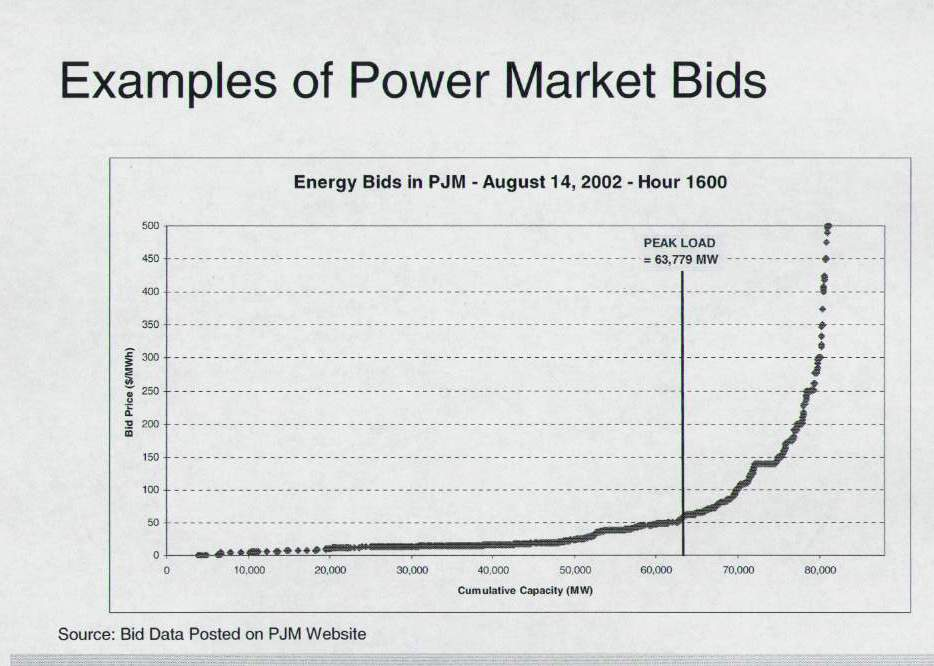 Examples of Power Market Bids
Energy Bids in PJM - August 14, 2002 - Hour 1600
500
450
400
350
300
250
200
150
100
50
0
Bid Price ($/MWh)
PEAK LOAD
= 63,779 MW
0 10,000 20,000 30,000 40,000 50,000 60,000 70,000 80,000
Cumulative Capacity (MW)
Source: Bid Data Posted on PJM Website